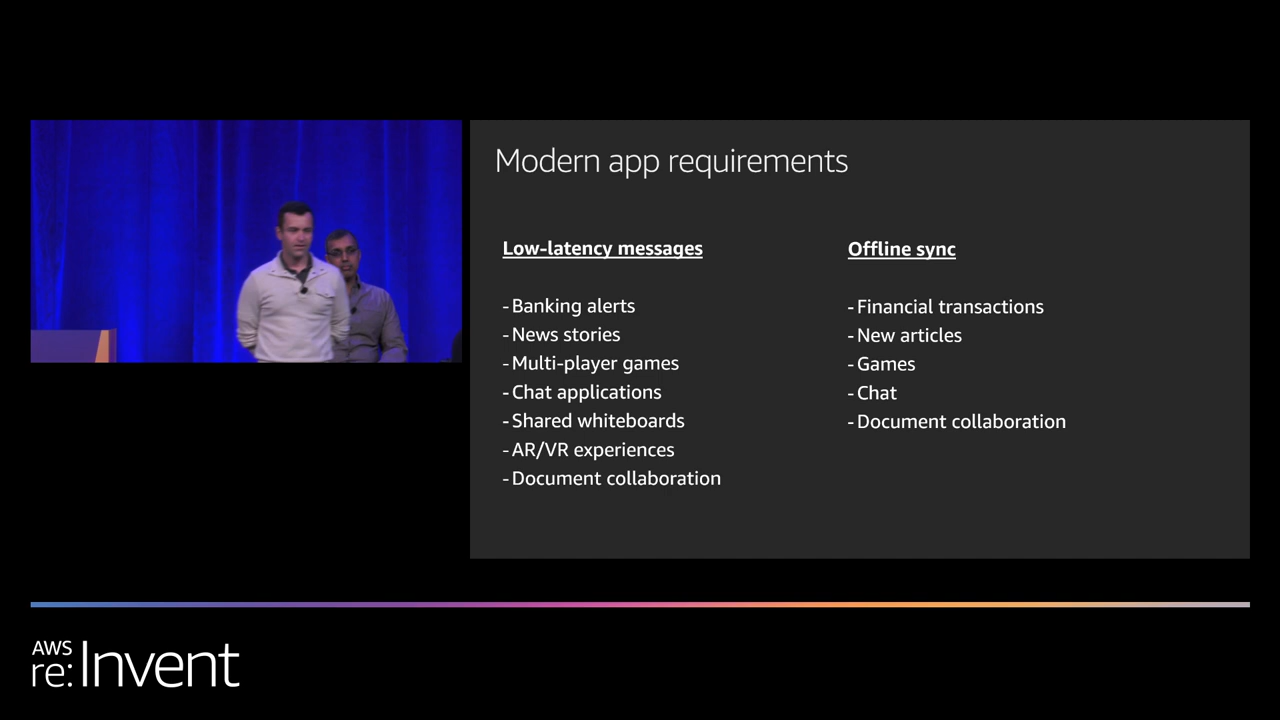 Modern app requirements
Low-latency messages
- Banking alerts
- News stories
- Multi-player games
- Chat applications
- Shared whiteboards
- AR/VR experiences
- Document collaboration
Offline sync
- Financial transactions
- New articles
- Games
- Chat
- Document collaboration
AWS
re:Invent